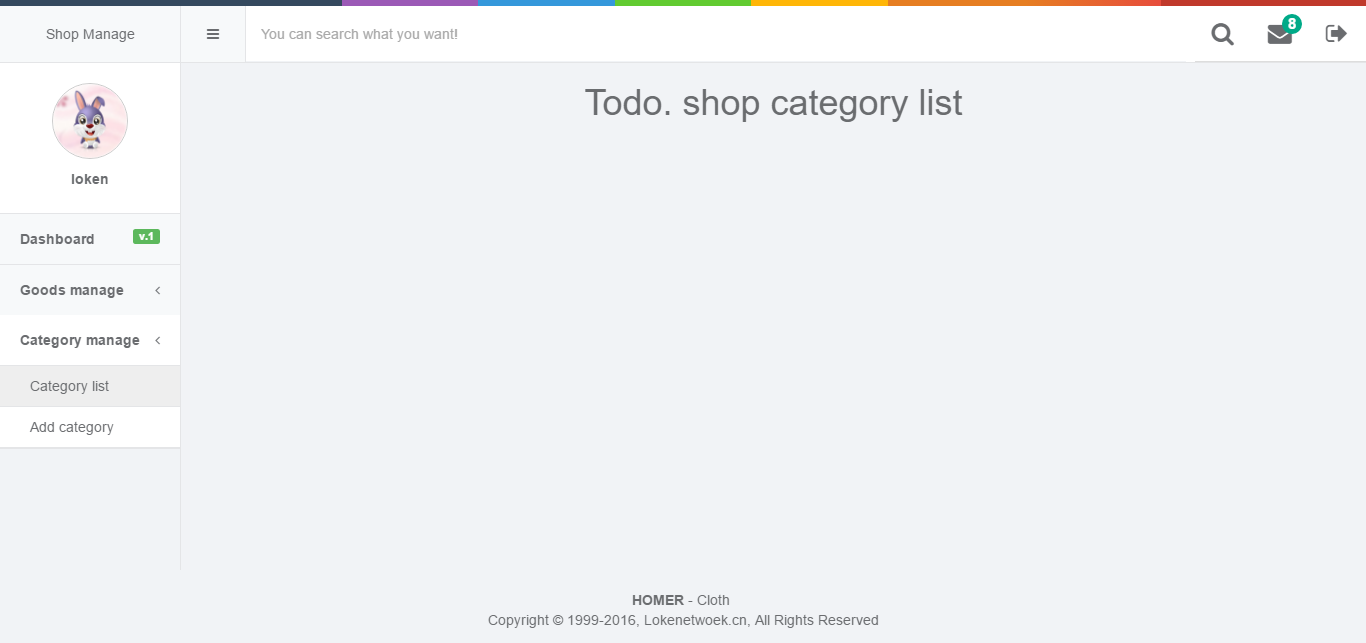 Shop Manage
You can search what you want!
8
Todo. shop category list
loken
Dashboard v.1
Goods manage
Category manage
Category list
Add category
HOMER - Cloth
Copyright © 1999-2016, Lokenetwoek.cn, All Rights Reserved